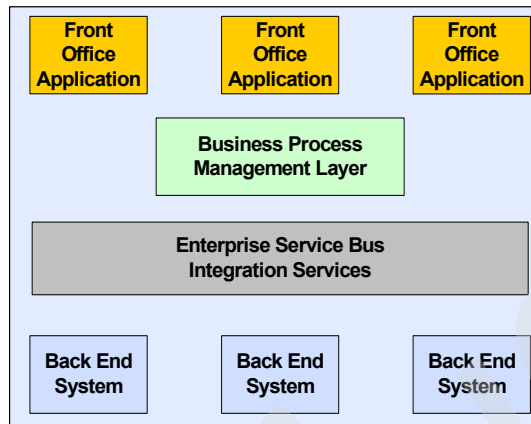 Front
Office
Application
Front
Office
Application
Front
Office
Application
Business Process
Management Layer
Enterprise Service Bus
Integration Services
Back End
System
Back End
System
Back End
System